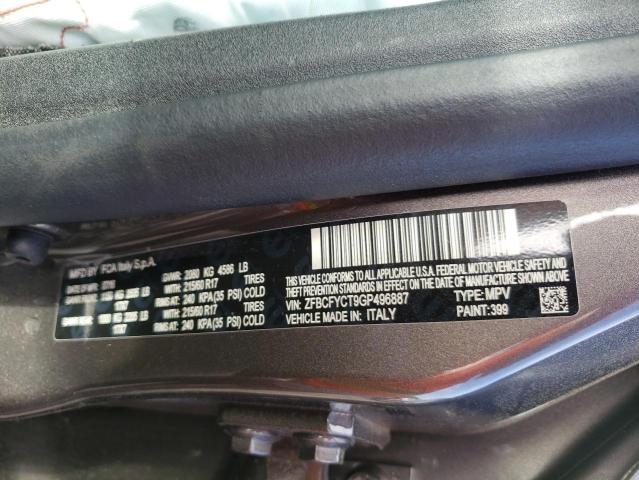 MFD BY FCA Italy S.p.A.
GVWR: 2080 KG 4586 LB
WITH 215/60 R17 TIRES
RIMS AT: 240 KPA(35 PSI) COLD
WITH 215/60 R17 TIRES
RIMS AT: 240 KPA(35 PSI) COLD
THIS VEHICLE CONFORMS TO ALL APPLICABLE U.S.A. FEDERAL MOTOR
VEHICLE SAFETY, BUMPER AND THEFT PREVENTION STANDARDS
IN EFFECT ON THE DATE OF MANUFACTURE SHOWN ABOVE
VIN: ZFBCFYCT9GP496887 TYPE: MPV
VEHICLE MADE IN: ITALY PAINT: 399